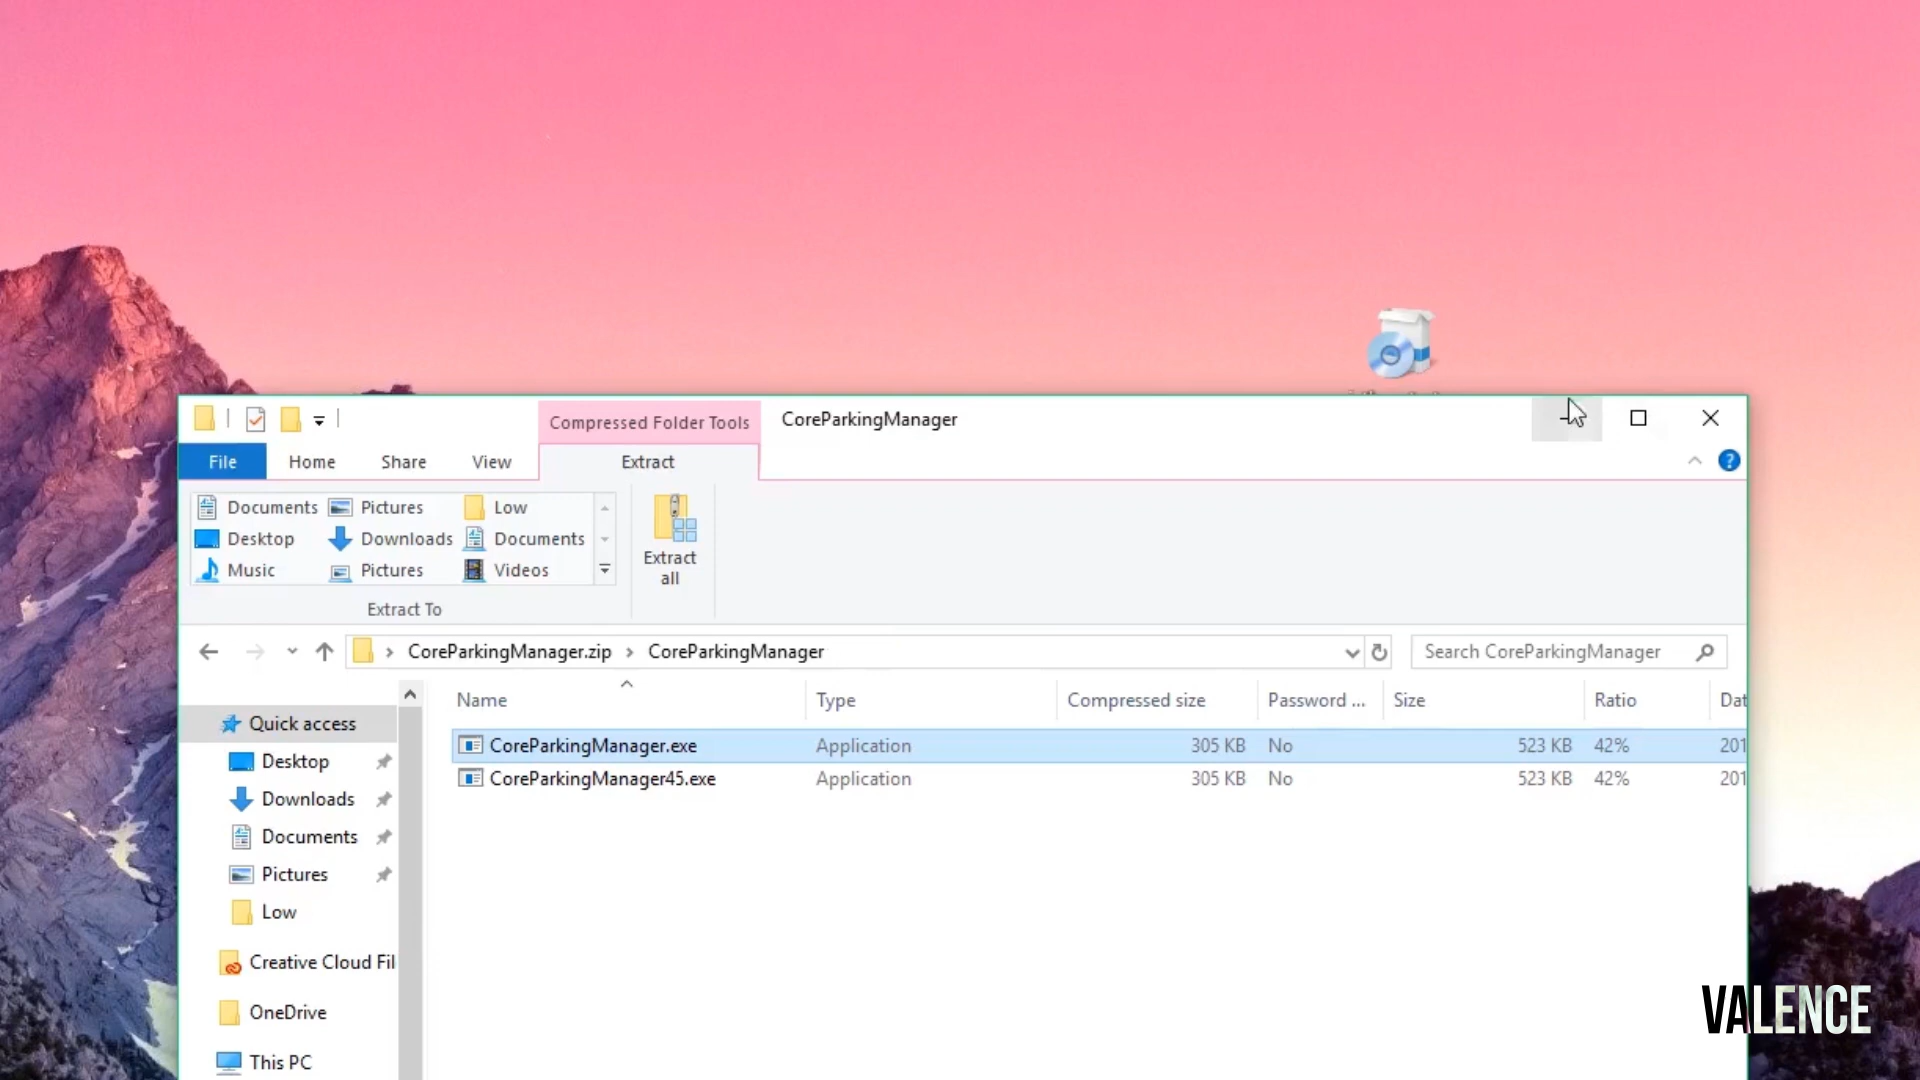 Compressed Folder Tools
CoreParkingManager
File
Home
Share
View
Extract
Documents
Pictures
Low
Desktop
Downloads
Documents
Music
Pictures
Videos
Extract
all
Extract To
CoreParkingManager.zip
CoreParkingManager
Search CoreParkingManager
Name
Type
Compressed size
Password ...
Size
Ratio
Dat
Quick access
CoreParkingManager.exe
Application
305 KB
No
523 KB
42%
201
Desktop
CoreParkingManager45.exe
Application
305 KB
No
523 KB
42%
201
Downloads
Documents
Pictures
Low
Creative Cloud Fil
OneDrive
This PC
VALENCE